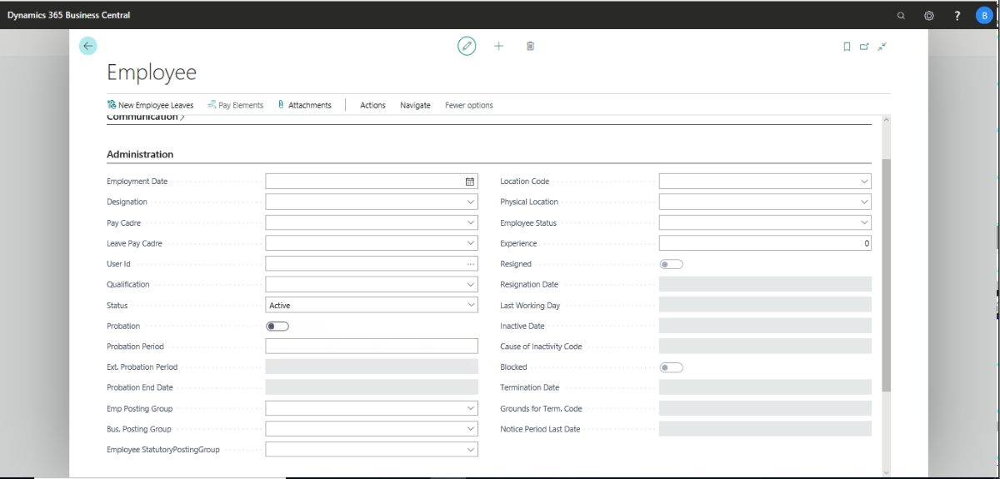 Dynamics 365 Business Central
?
B
Employee
New Employee Leaves
Pay Elements
Attachments
Actions
Navigate
Fewer options
Communication >
Administration
Employment Date
Designation
Pay Cadre
Leave Pay Cadre
User Id
...
Qualification
Status
Active
Probation
Probation Period
Ext. Probation Period
Probation End Date
Emp Posting Group
Bus. Posting Group
Employee StatutoryPostingGroup
Location Code
Physical Location
Employee Status
Experience
0
Resigned
Resignation Date
Last Working Day
Inactive Date
Cause of Inactivity Code
Blocked
Termination Date
Grounds for Term. Code
Notice Period Last Date